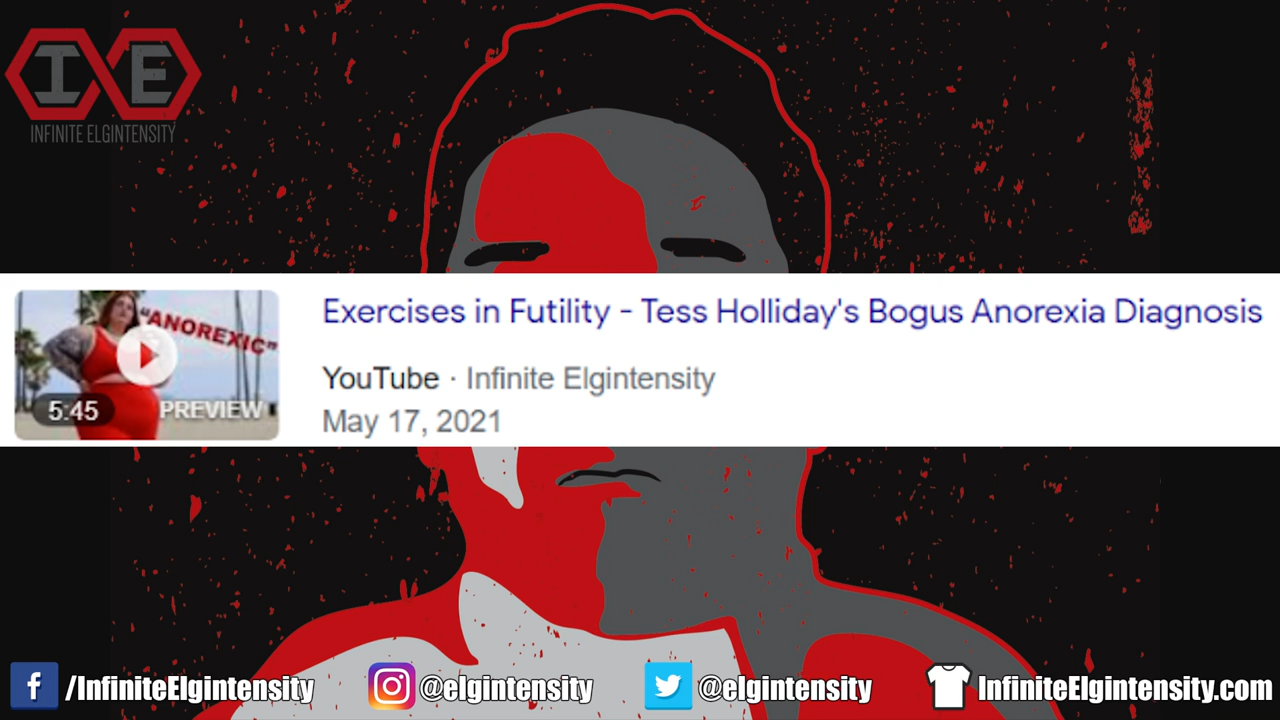 IE
INFINITE ELGINTENSITY
"ANOREXIC"
Exercises in Futility - Tess Holliday's Bogus Anorexia Diagnosis
YouTube · Infinite Elgintensity
5:45
PREVIEW
May 17, 2021
/InfiniteElgintensity
@elgintensity
@elgintensity
InfiniteElgintensity.com